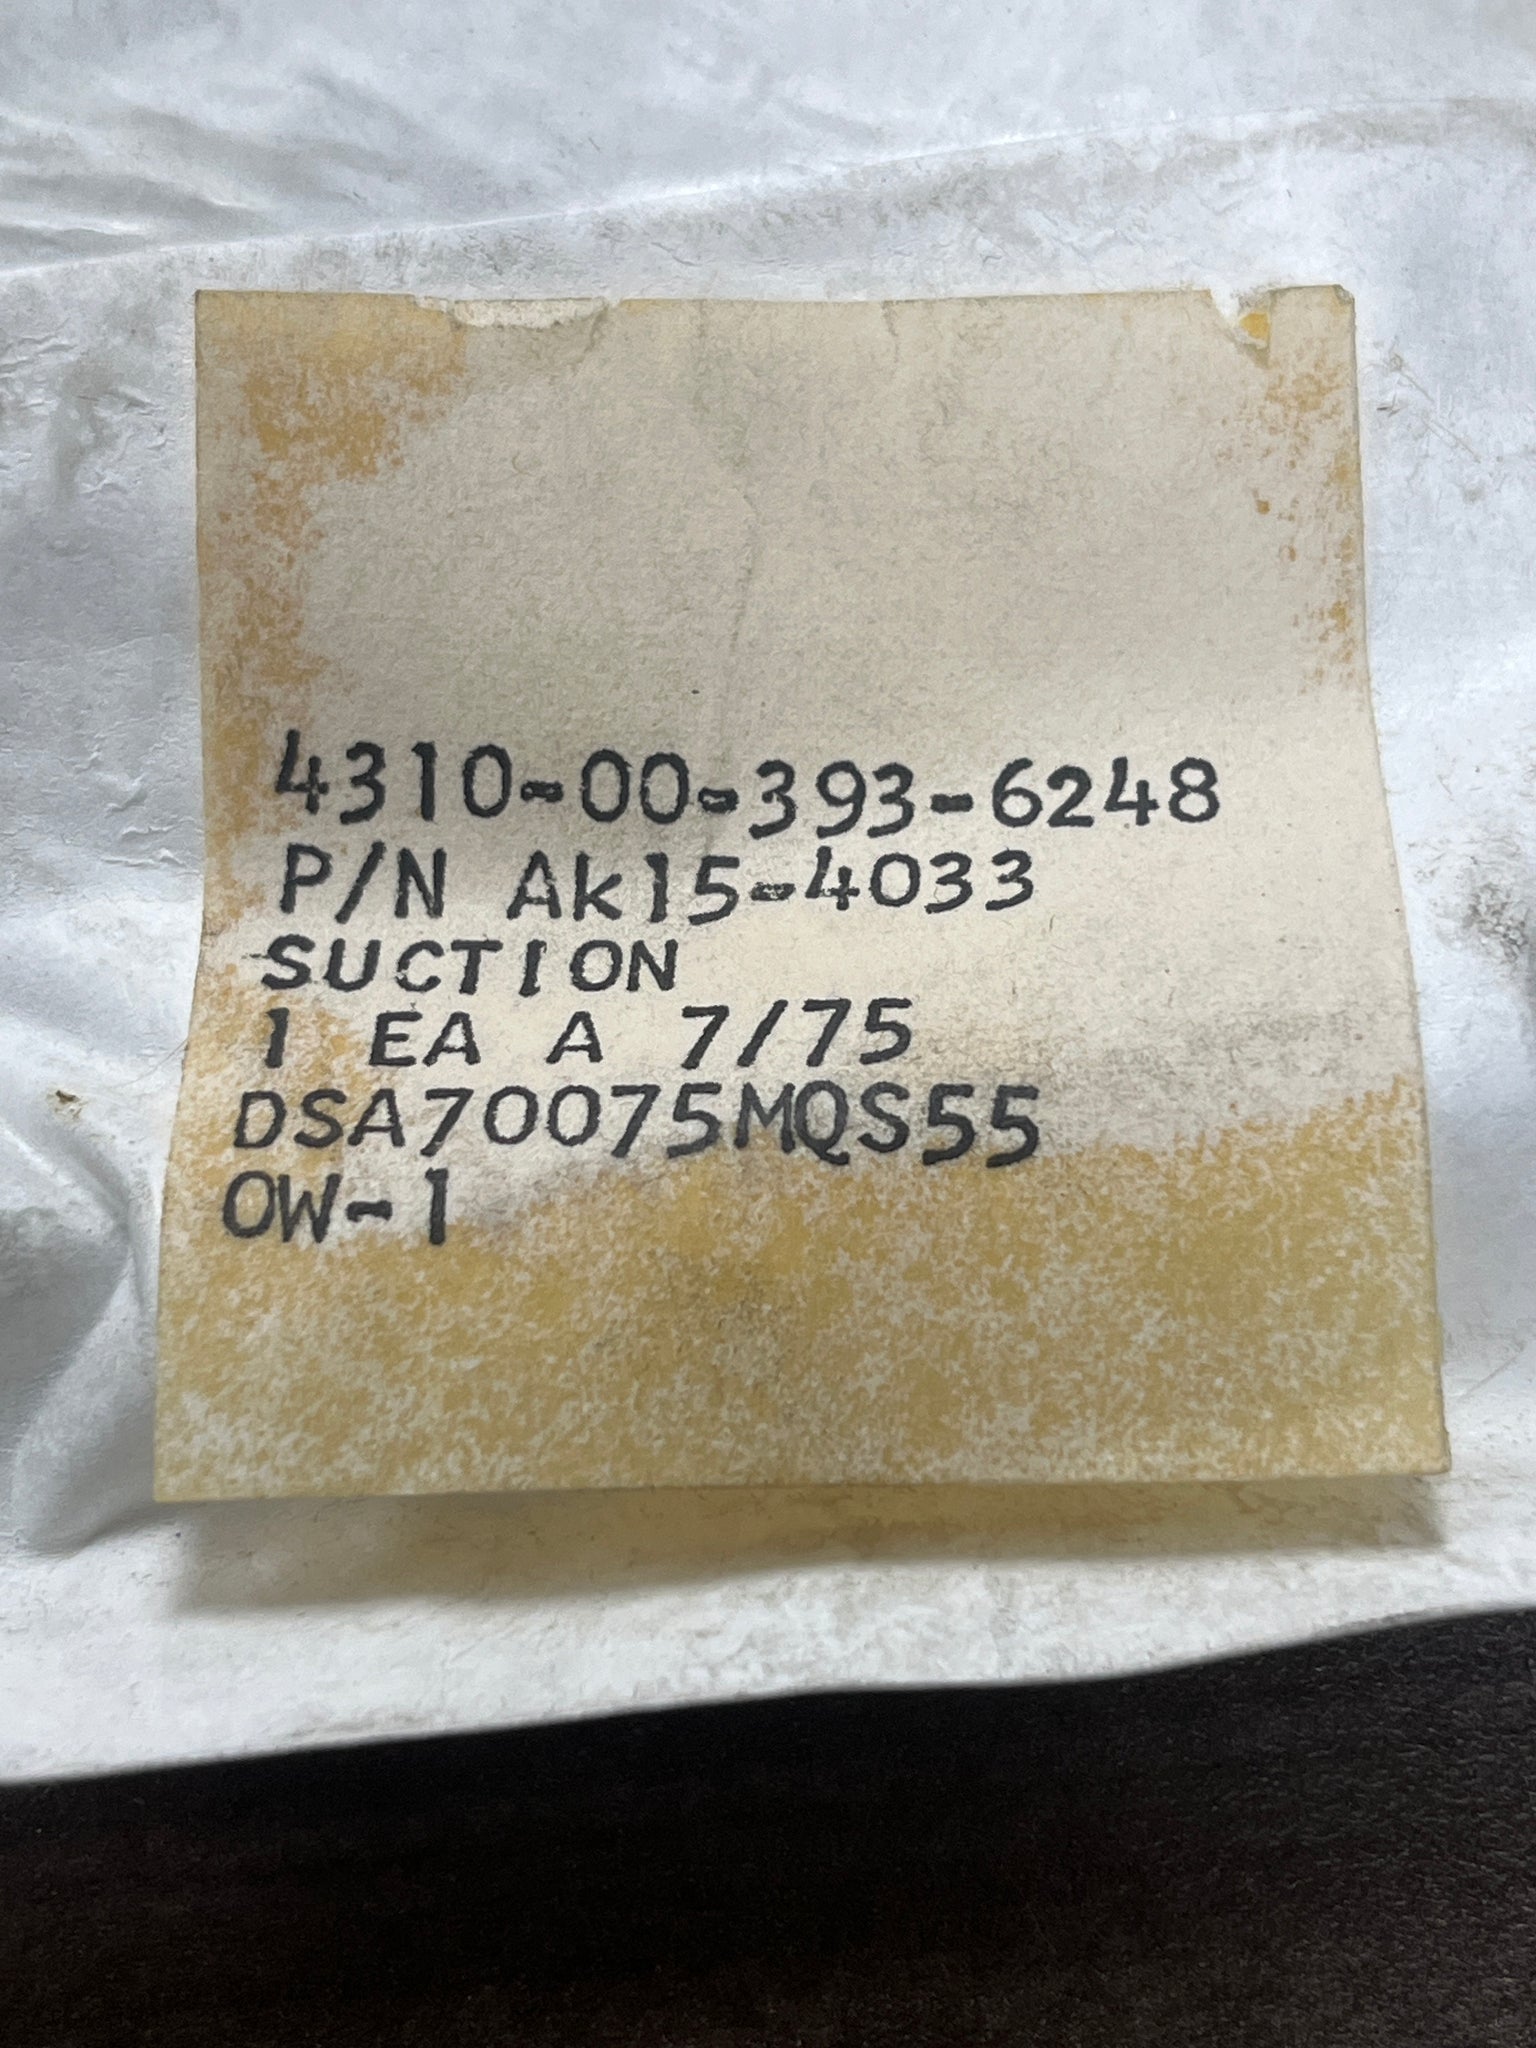 4310-00-393-6248
P/N Ak15-4033
SUCTION
1 EA A 7/75
DSA70075MQS55
OW-1